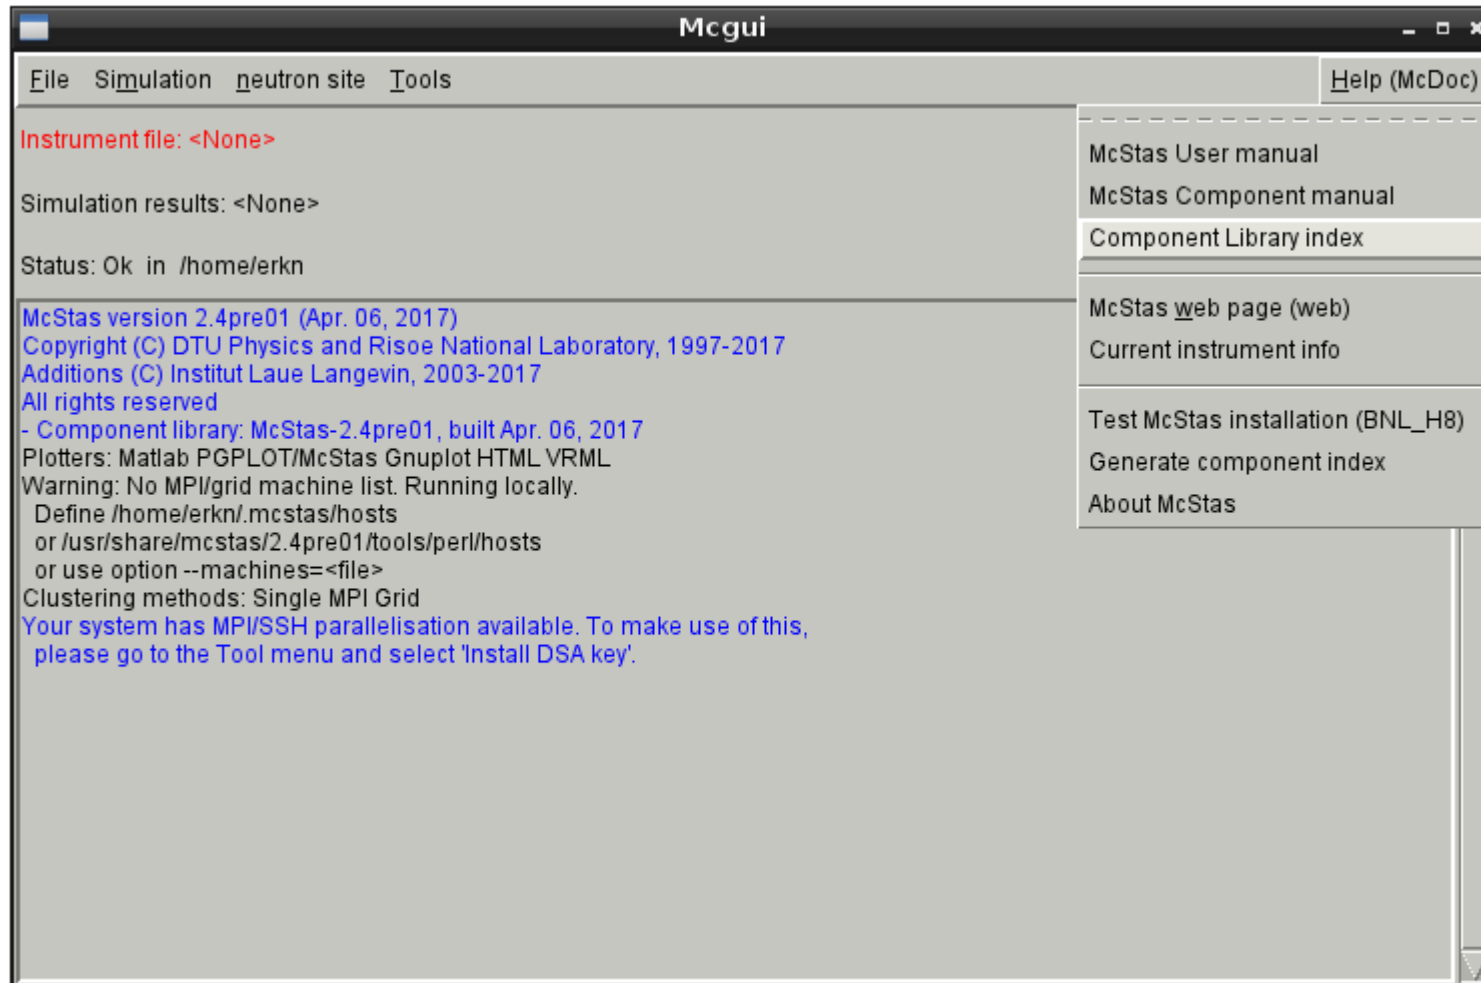 Mcgui
File Simulation neutron site Tools Help (McDoc)
Instrument file: <None>
Simulation results: <None>
Status: Ok in /home/erkn
McStas User manual
McStas Component manual
Component Library index
McStas web page (web)
Current instrument info
Test McStas installation (BNL_H8)
Generate component index
About McStas
McStas version 2.4pre01 (Apr. 06, 2017)
Copyright (C) DTU Physics and Risoe National Laboratory, 1997-2017
Additions (C) Institut Laue Langevin, 2003-2017
All rights reserved
- Component library: McStas-2.4pre01, built Apr. 06, 2017
Plotters: Matlab PGPLOT/McStas Gnuplot HTML VRML
Warning: No MPI/grid machine list. Running locally.
Define /home/erkn/.mcstas/hosts
or /usr/share/mcstas/2.4pre01/tools/perl/hosts
or use option --machines=<file>
Clustering methods: Single MPI Grid
Your system has MPI/SSH parallelisation available. To make use of this,
please go to the Tool menu and select 'Install DSA key'.